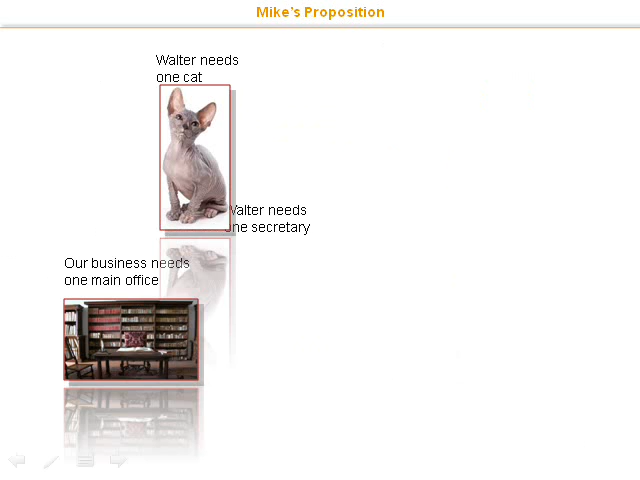 Mike's Proposition
Walter needs
one cat
Walter needs
one secretary
Our business needs
one main office